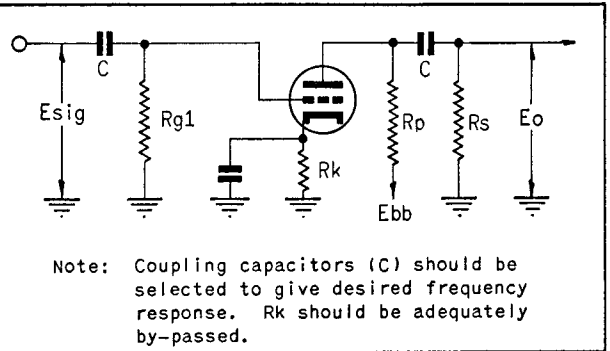 C
C
Esig
Rg1
Rk
Rp
Rs
Eo
Ebb
Note: Coupling capacitors (C) should be
selected to give desired frequency
response. Rk should be adequately
by-passed.